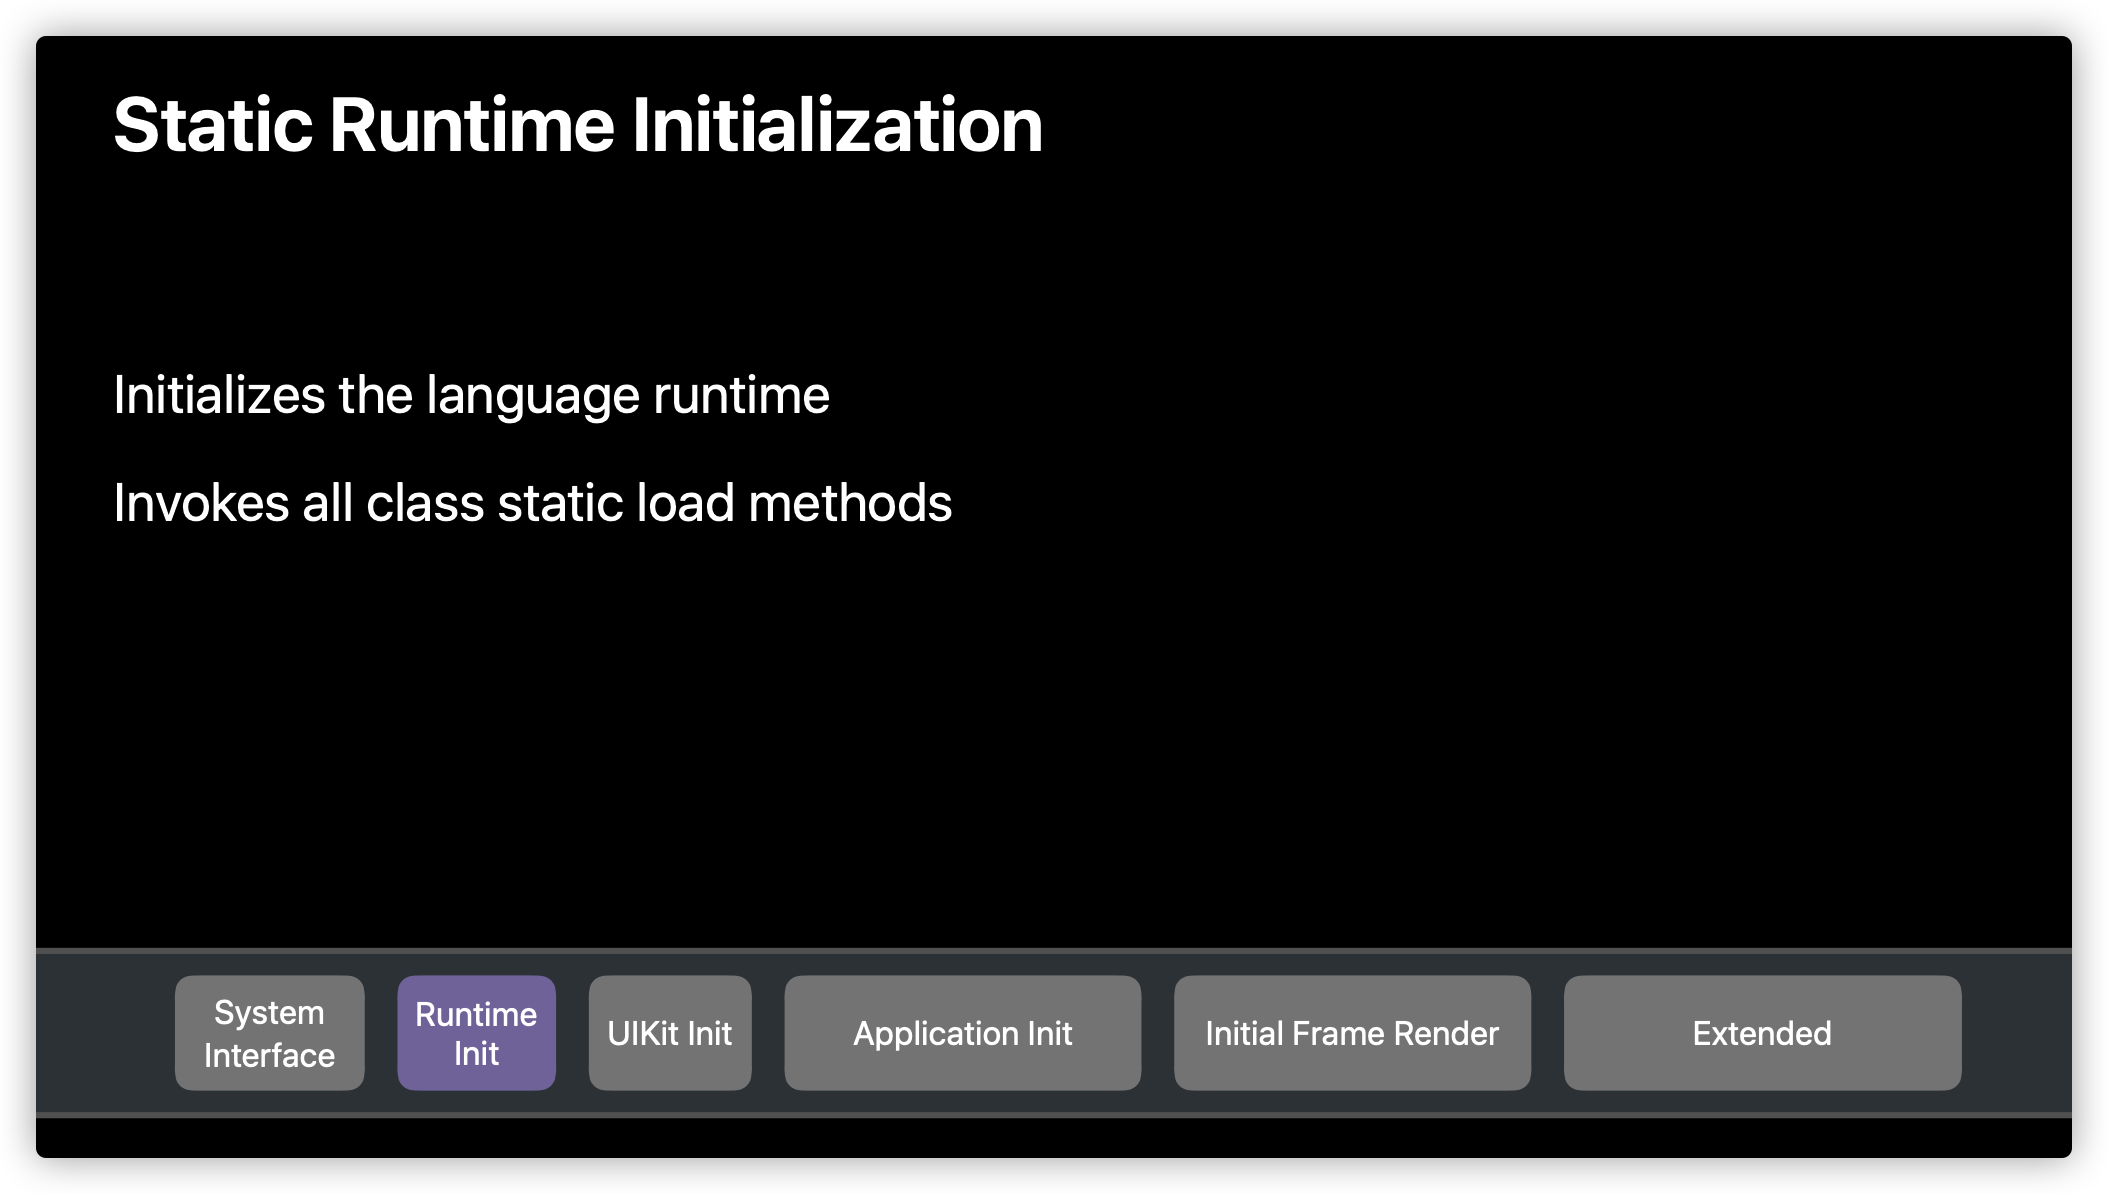 Static Runtime Initialization
Initializes the language runtime
Invokes all class static load methods
System
Interface
Runtime
Init
UIKit Init
Application Init
Initial Frame Render
Extended